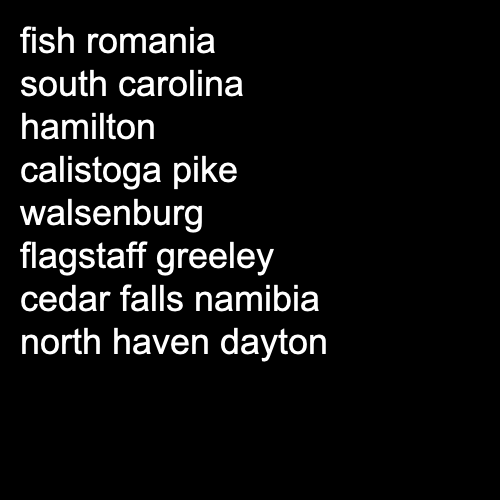 fish romania
south carolina
hamilton
calistoga pike
walsenburg
flagstaff greeley
cedar falls namibia
north haven dayton